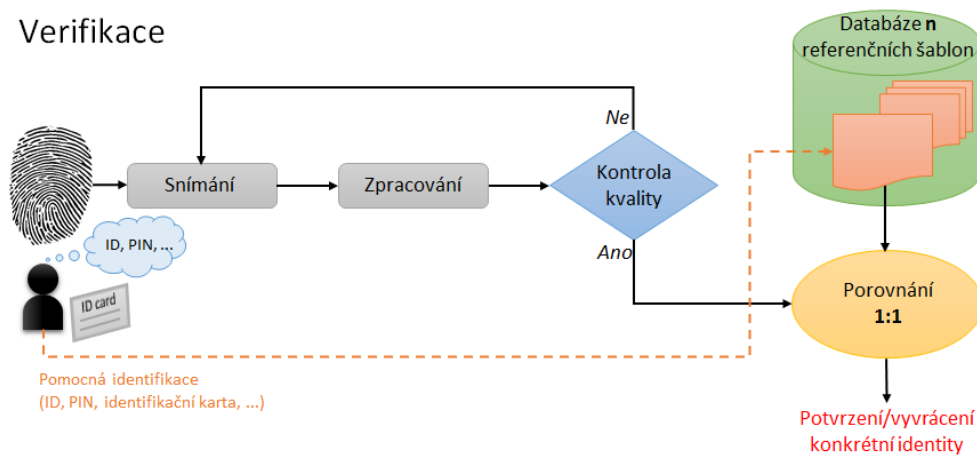 Verifikace
Databáze n
referenčních šablon
Ne
Snímání
Zpracování
Kontrola
kvality
ID, PIN, ...
Ano
ID card
Porovnání
1:1
Pomocná identifikace
(ID, PIN, identifikační karta, ...)
Potvrzení/vyvrácení
konkrétní identity